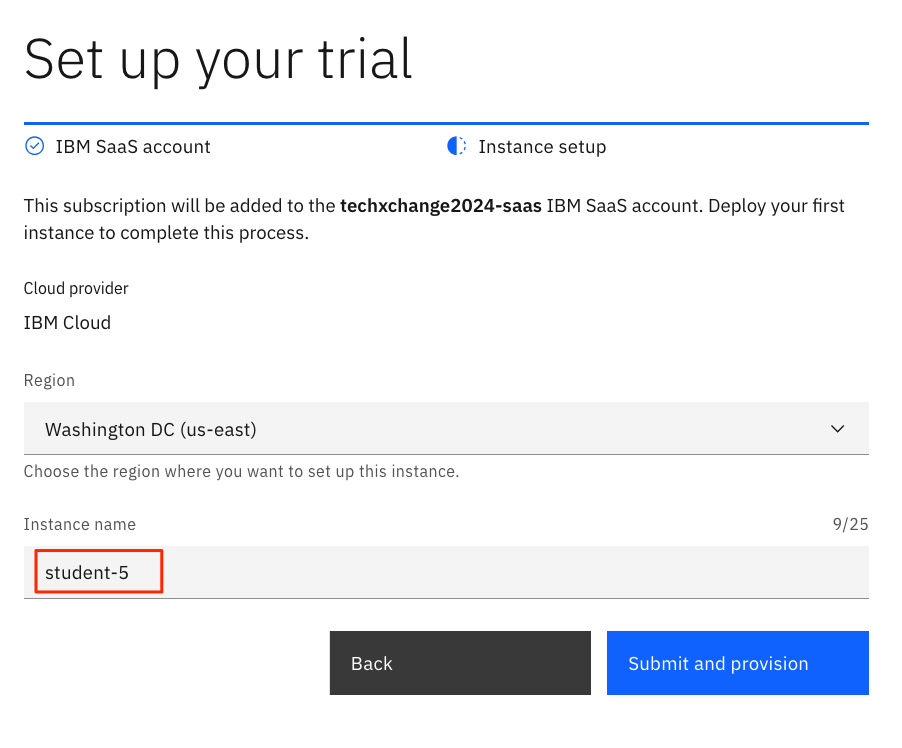 Set up your trial
IBM SaaS account
Instance setup
This subscription will be added to the techxchange2024-saas IBM SaaS account. Deploy your first
instance to complete this process.
Cloud provider
IBM Cloud
Region
Washington DC (us-east)
Choose the region where you want to set up this instance.
Instance name
9/25
student-5
Back
Submit and provision